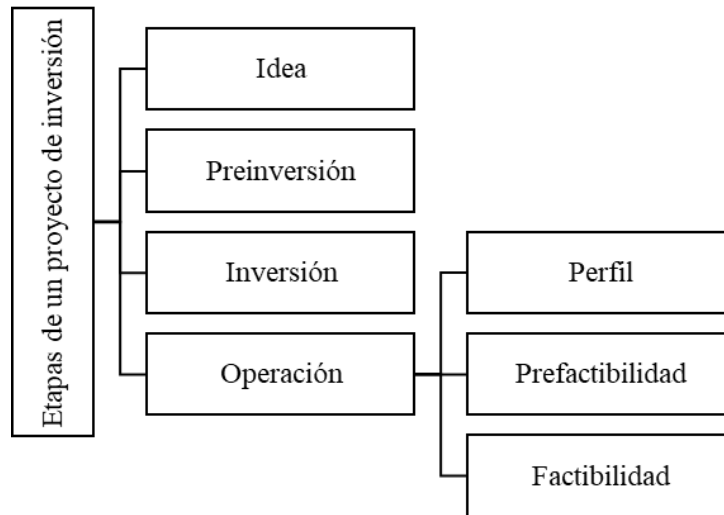 Etapas de un proyecto de inversión
Idea
Preinversión
Inversión
Operación
Perfil
Prefactibilidad
Factibilidad